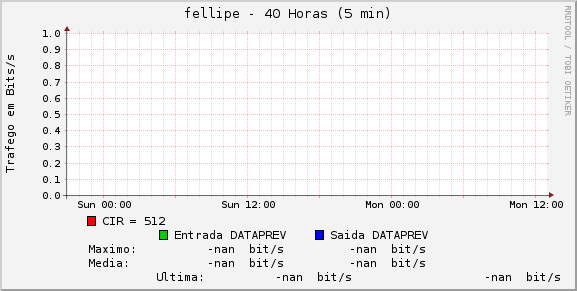 fellipe - 40 Horas (5 min)
RRDTOOL / TOBI OETIKER
Trafego em Bits/s
1.0
0.9
0.8
0.7
0.6
0.5
0.4
0.3
0.2
0.1
0.0
Sun 00:00 Sun 12:00 Mon 00:00 Mon 12:00
CIR = 512
Entrada DATAPREV Saida DATAPREV
Maximo: -nan bit/s -nan bit/s
Media: -nan bit/s -nan bit/s
Ultima: -nan bit/s -nan bit/s